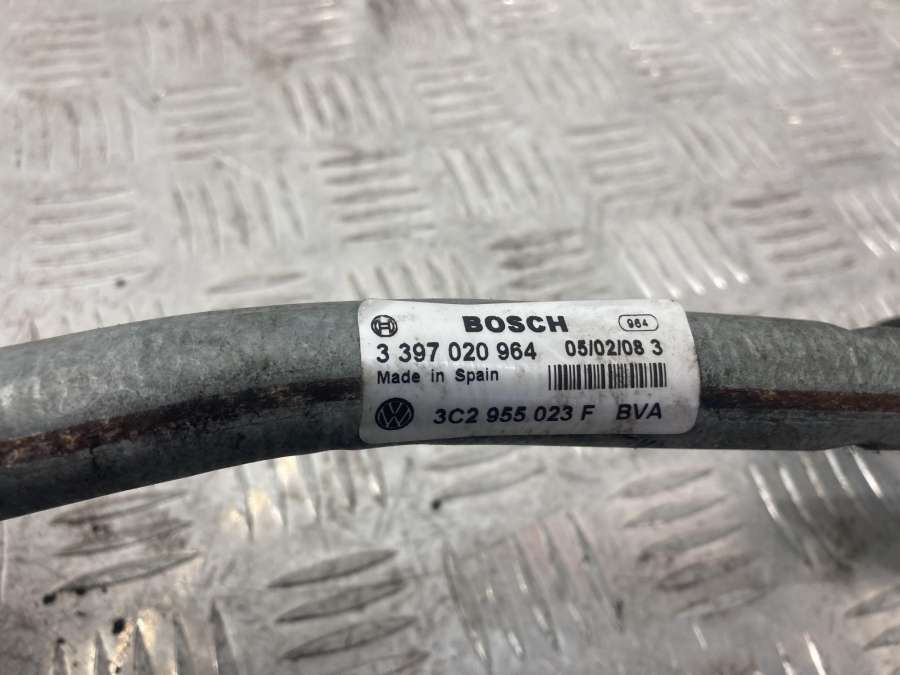 BOSCH 964
3 397 020 964 05/02/08 3
Made in Spain
3C2 955 023 F BVA